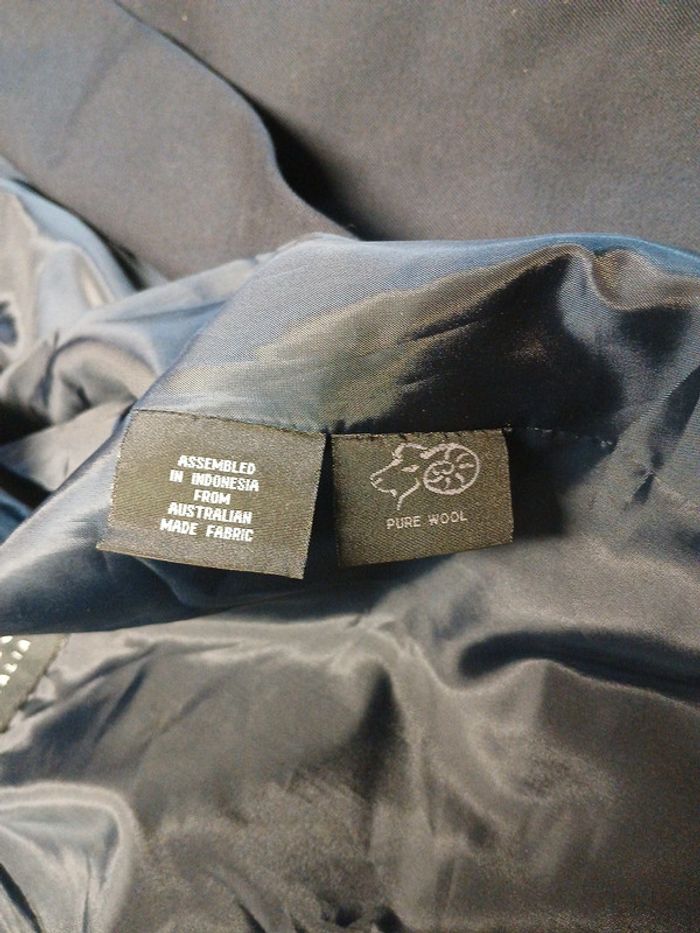 ASSEMBLED
IN INDONESIA
FROM
AUSTRALIAN
MADE FABRIC
PURE WOOL